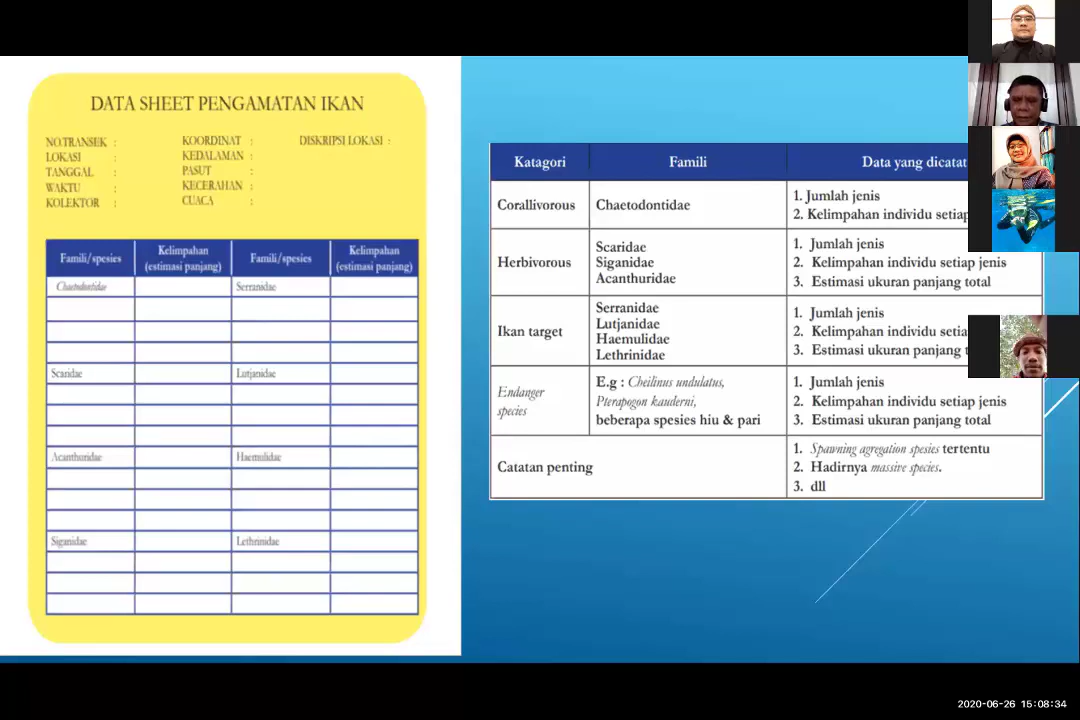 DATA SHEET PENGAMATAN IKAN
NO.TRANSEK :
LOKASI :
TANGGAL :
WAKTU :
KOLEKTOR :
KOORDINAT :
KEDALAMAN :
PASUT :
KECERAHAN :
CUACA :
DISKRIPSI LOKASI :
Famili/spesies Kelimpahan (estimasi panjang) Famili/spesies Kelimpahan (estimasi panjang)
Chaetodontidae Serranidae
Scaridae Lutjanidae
Acanthuridae Haemulidae
Siganidae Lethrinidae
Katagori Famili Data yang dicatat
Corallivorous Chaetodontidae
1. Jumlah jenis
2. Kelimpahan individu setiap
Herbivorous
Scaridae
Siganidae
Acanthuridae
1. Jumlah jenis
2. Kelimpahan individu setiap jenis
3. Estimasi ukuran panjang total
Ikan target
Serranidae
Lutjanidae
Haemulidae
Lethrinidae
1. Jumlah jenis
2. Kelimpahan individu setia
3. Estimasi ukuran panjang t
Endanger
species
E.g : Cheilinus undulatus,
Pterapogon kauderni,
beberapa spesies hiu & pari
1. Jumlah jenis
2. Kelimpahan individu setiap jenis
3. Estimasi ukuran panjang total
Catatan penting
1. Spawning agregation spesies tertentu
2. Hadirnya massive species.
3. dll
2020-06-26 15:08:34